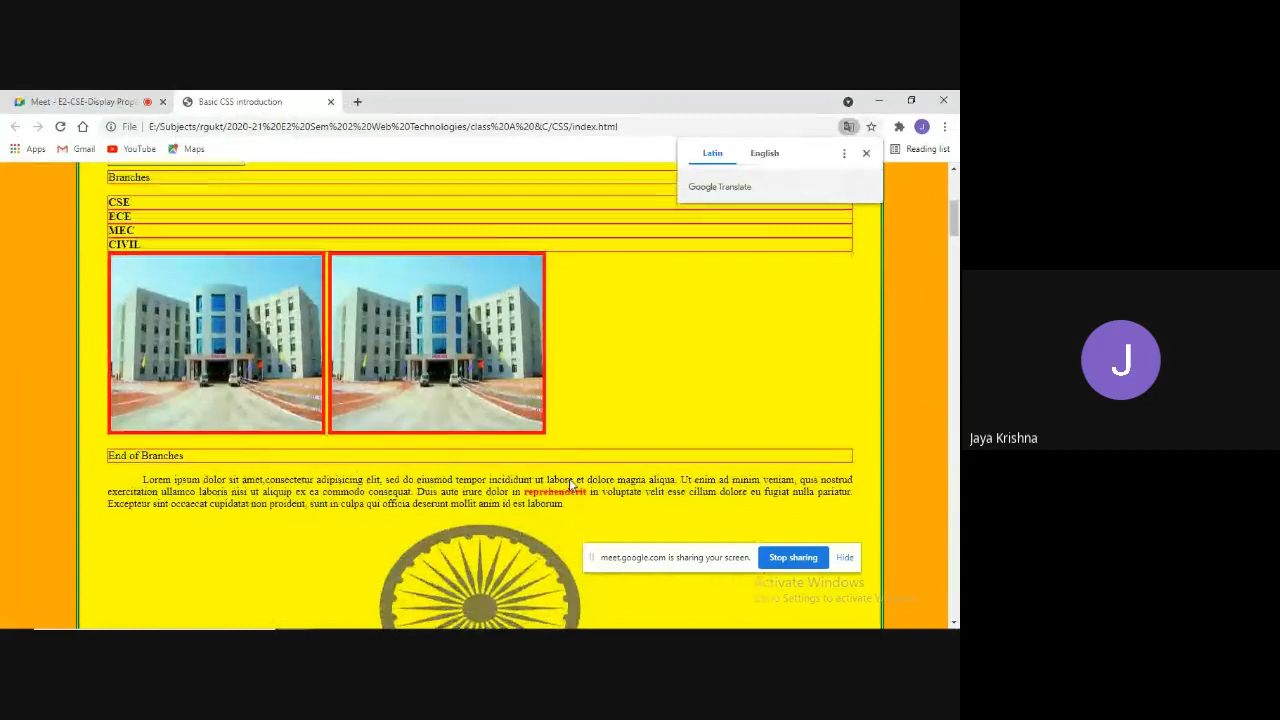 Meet - E2-CSE-Display Prop
Basic CSS introduction
File
E:/Subjects/rgukt/2020-21%20E2%20Sem%202%20Web%20Technologies/class%20A%20&C/CSS/index.html
Apps
Gmail
YouTube
Maps
Reading list
Latin
English
Google Translate
Branches
CSE
ECE
MEC
CIVIL
End of Branches
Lorem ipsum dolor sit amet,consectetur adipisicing elit, sed do eiusmod tempor incididunt ut labore et dolore magna aliqua. Ut enim ad minim veniam, quis nostrud
exercitation ullamco laboris nisi ut aliquip ex ea commodo consequat. Duis aute irure dolor in reprehenderit in voluptate velit esse cillum dolore eu fugiat nulla pariatur.
Excepteur sint occaecat cupidatat non proident, sunt in culpa qui officia deserunt mollit anim id est laborum
meet.google.com is sharing your screen.
Stop sharing
Hide
Activate Windows
Settings to activate
J
J
Jaya Krishna